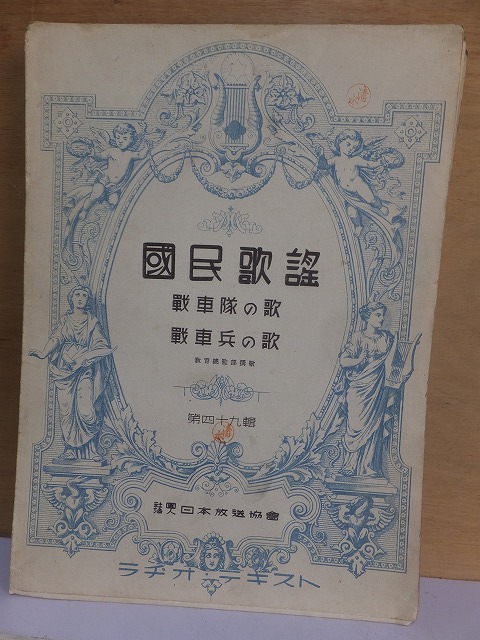 國民歌謠
戰車隊の歌
戰車兵の歌
教育總監部撰歌
第四十九輯
社團法人 日本放送協會
ラヂオ・テキスト